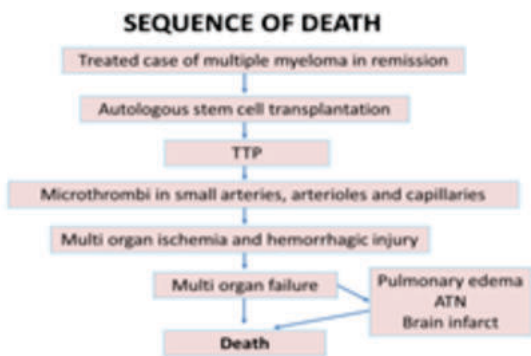 SEQUENCE OF DEATH
Treated case of multiple myeloma in remission
Autologous stem cell transplantation
TTP
Microthrombi in small arteries, arterioles and capillaries
Multi organ ischemia and hemorrhagic injury
Multi organ failure
Pulmonary edema
ATN
Brain infarct
Death